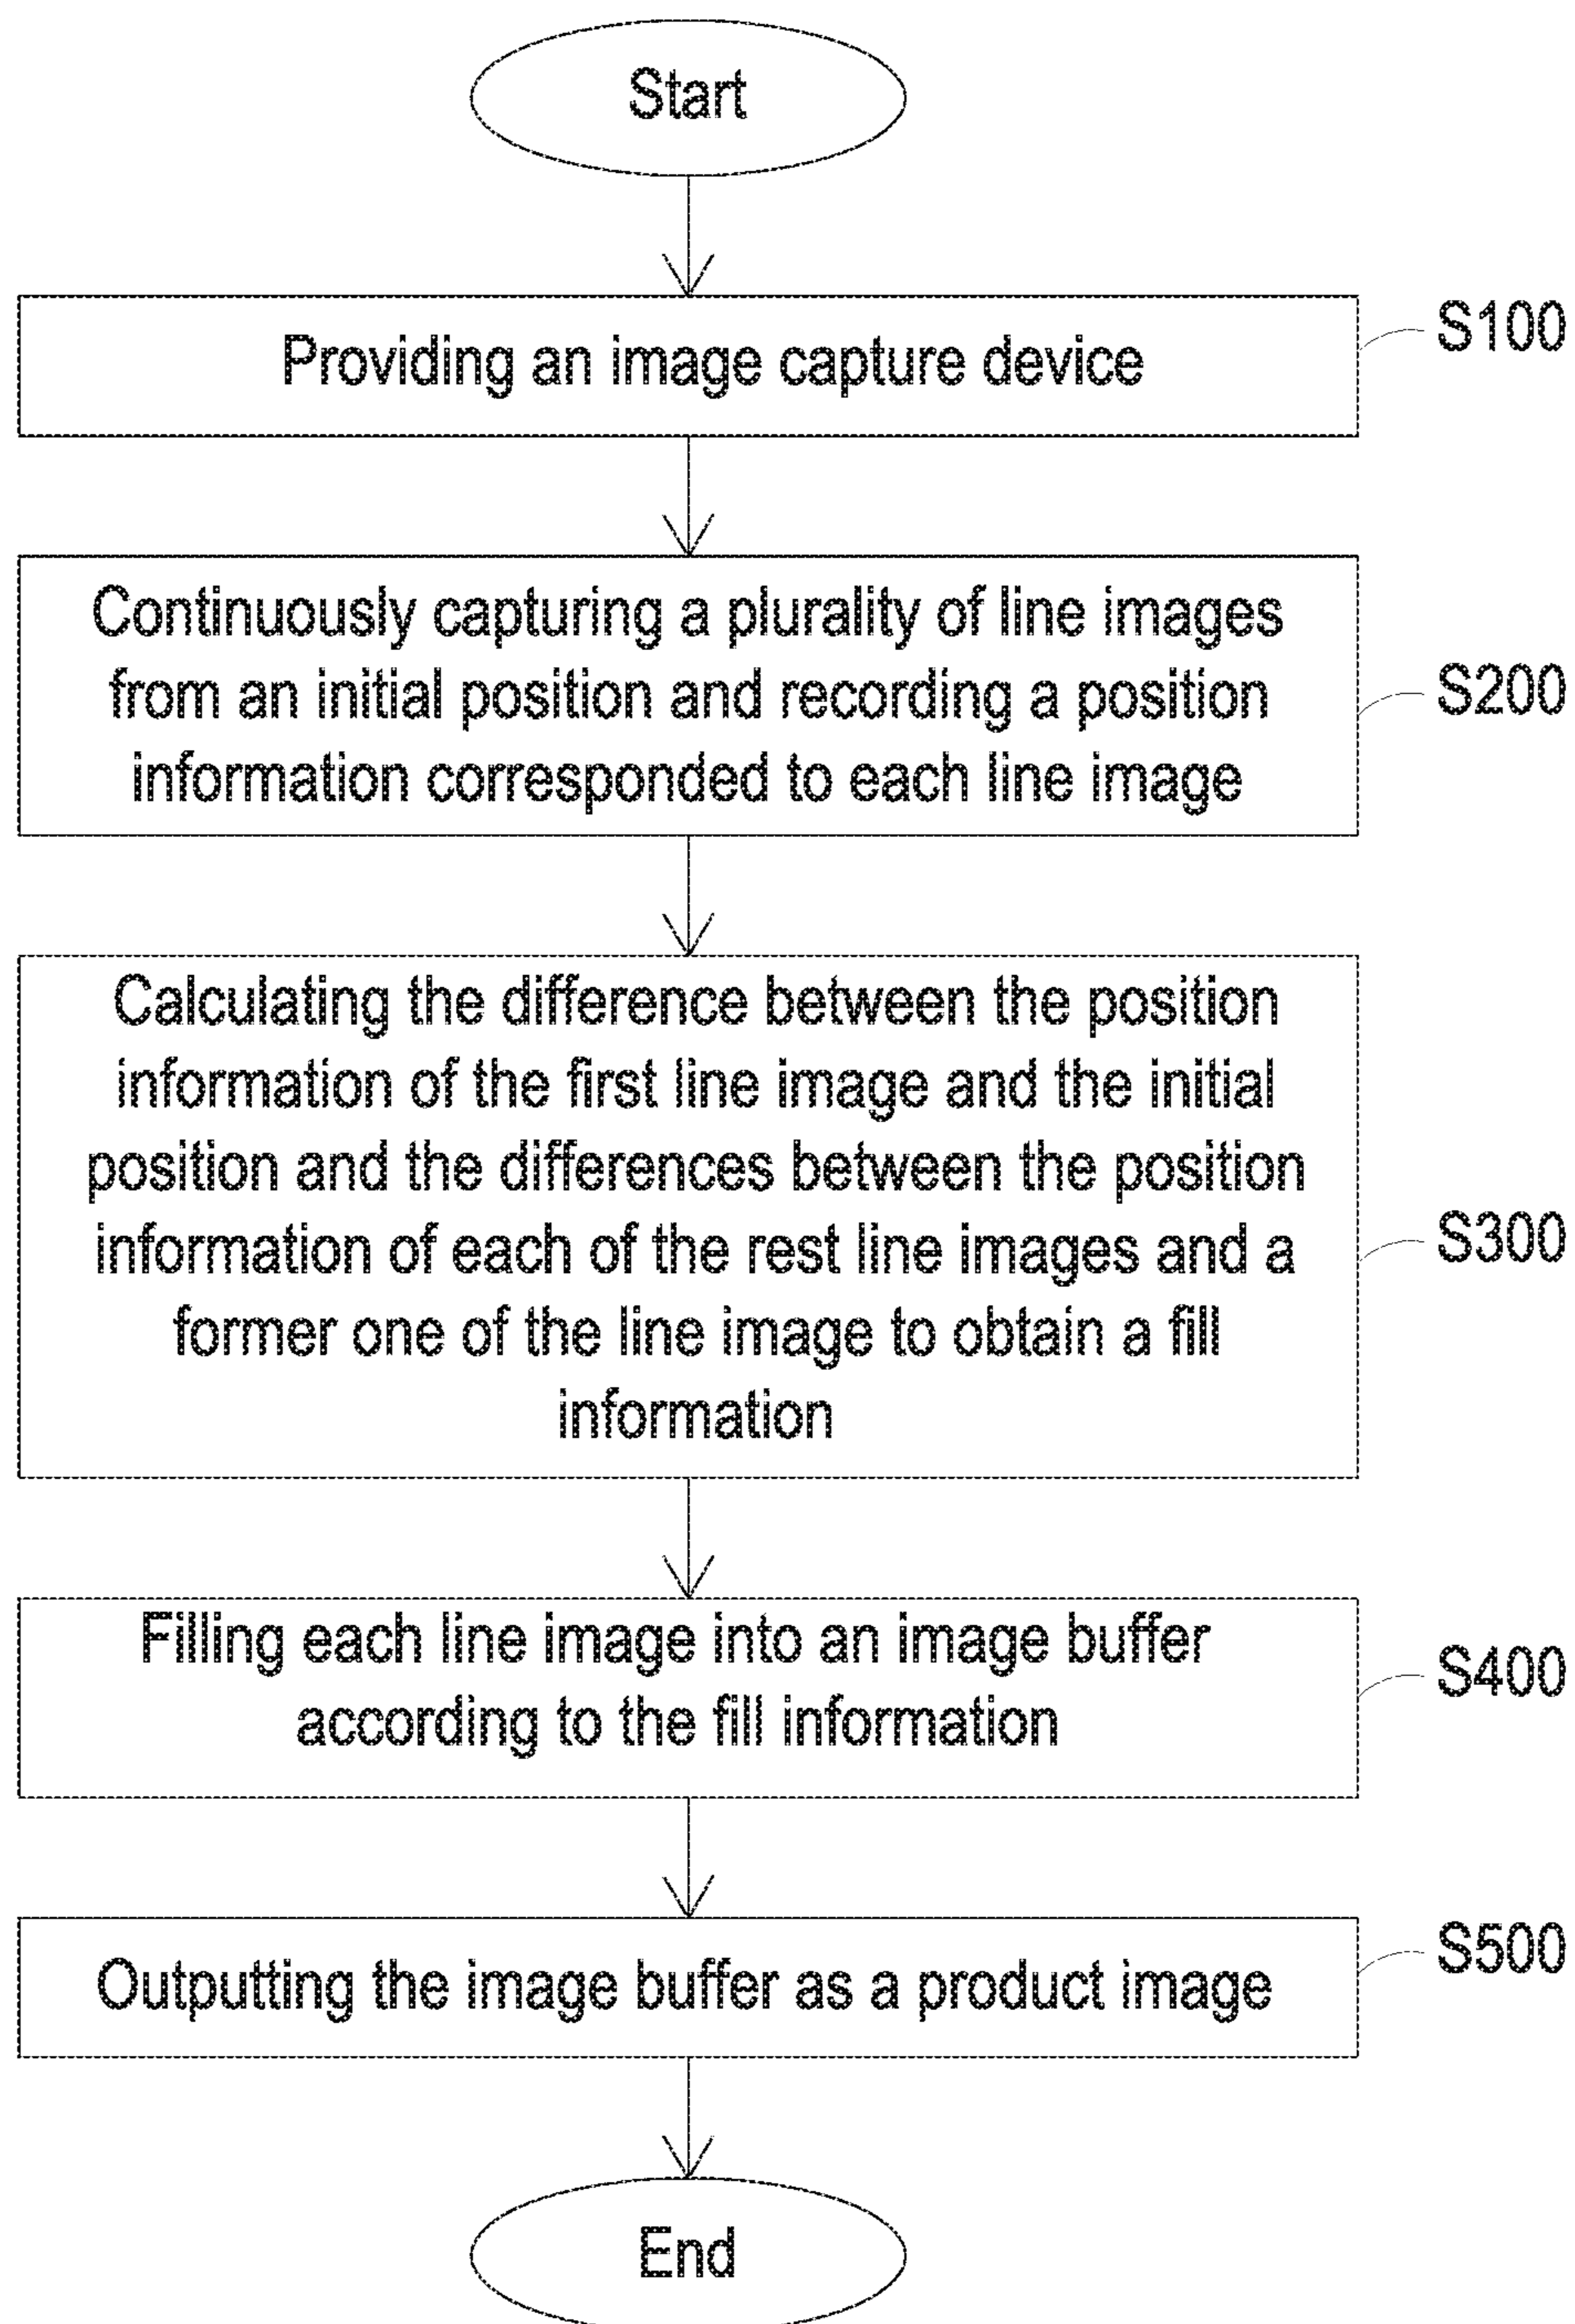 Start
Providing an image capture device
S100
Continuously capturing a plurality of line images
from an initial position and recording a position
information corresponded to each line image
S200
Calculating the difference between the position
information of the first line image and the initial
position and the differences between the position
information of each of the rest line images and a
former one of the line image to obtain a fill
information
S300
Filling each line image into an image buffer
according to the fill information
S400
Outputting the image buffer as a product image
S500
End